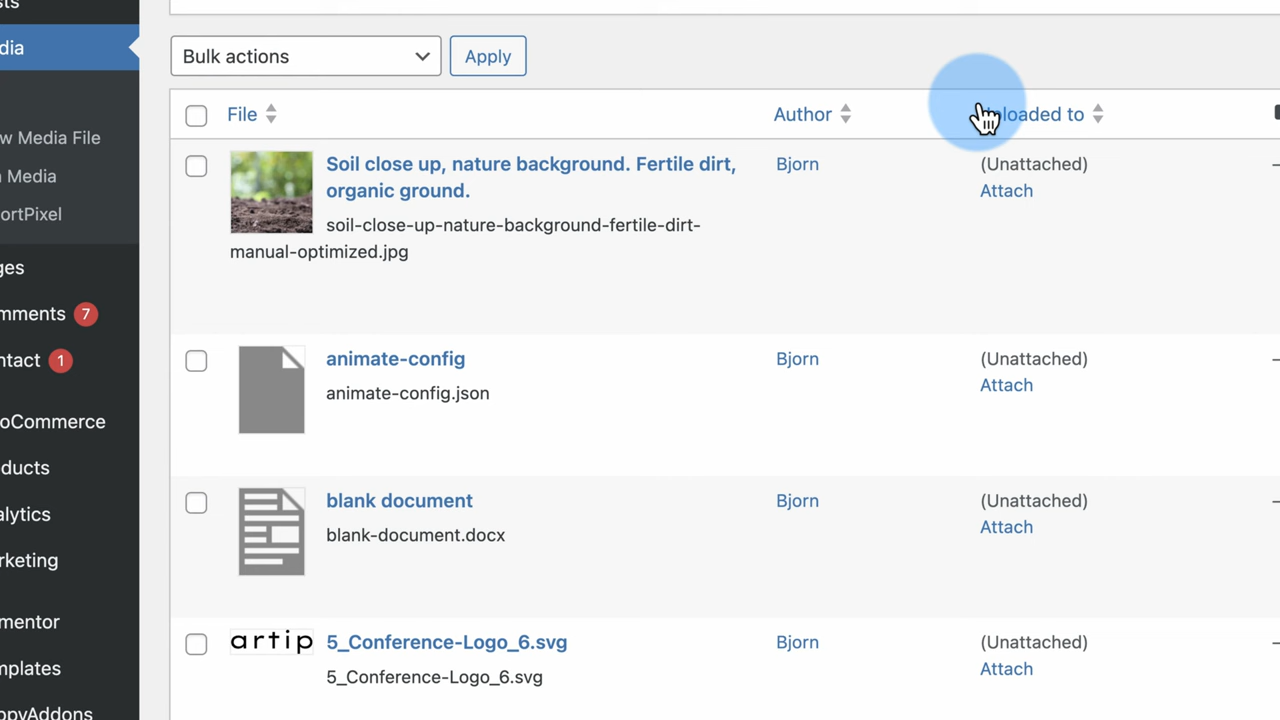 sts
dia
w Media File
Media
ortPixel
ges
mments 7
ntact 1
oCommerce
ducts
alytics
rketing
mentor
mplates
ppyAddons
Bulk actions
Apply
File Author Uploaded to
Soil close up, nature background. Fertile dirt, Bjorn (Unattached)
organic ground. Attach
soil-close-up-nature-background-fertile-dirt-
manual-optimized.jpg
animate-config Bjorn (Unattached)
Attach
animate-config.json
blank document Bjorn (Unattached)
Attach
blank-document.docx
artip 5_Conference-Logo_6.svg Bjorn (Unattached)
Attach
5_Conference-Logo_6.svg